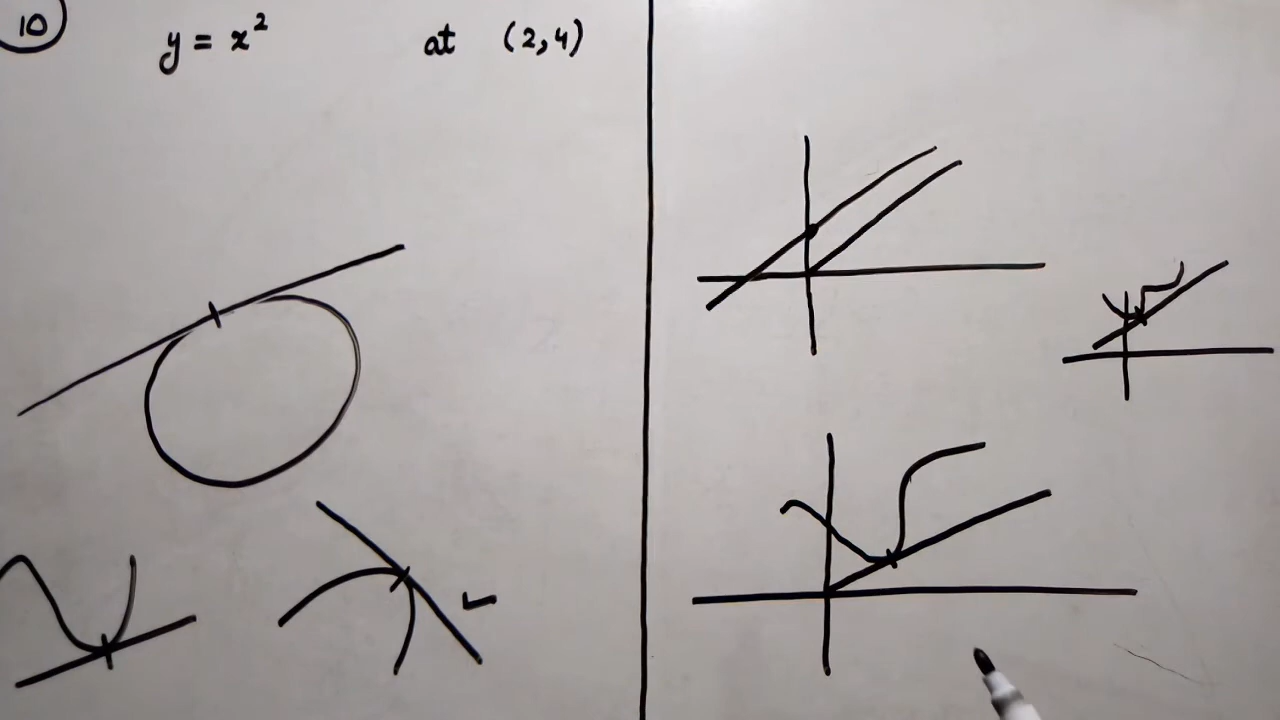 10
y = x² at (2,4)